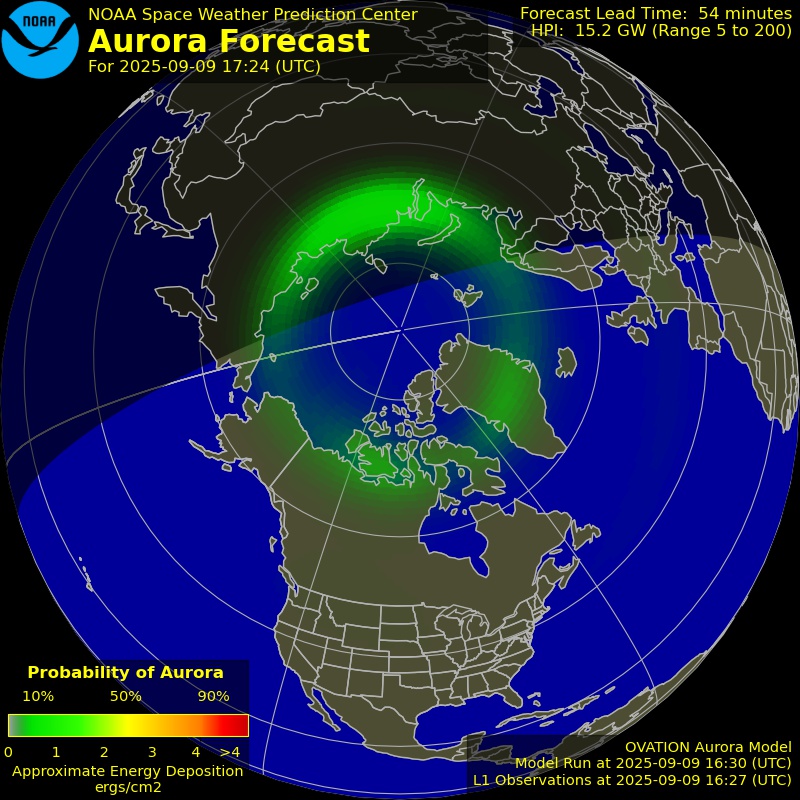 NOAA
NOAA Space Weather Prediction Center
Aurora Forecast
For 2025-09-09 17:24 (UTC)
Forecast Lead Time: 54 minutes
HPI: 15.2 GW (Range 5 to 200)
Probability of Aurora
10% 50% 90%
0 1 2 3 4 >4
Approximate Energy Deposition
ergs/cm2
OVATION Aurora Model
Model Run at 2025-09-09 16:30 (UTC)
L1 Observations at 2025-09-09 16:27 (UTC)